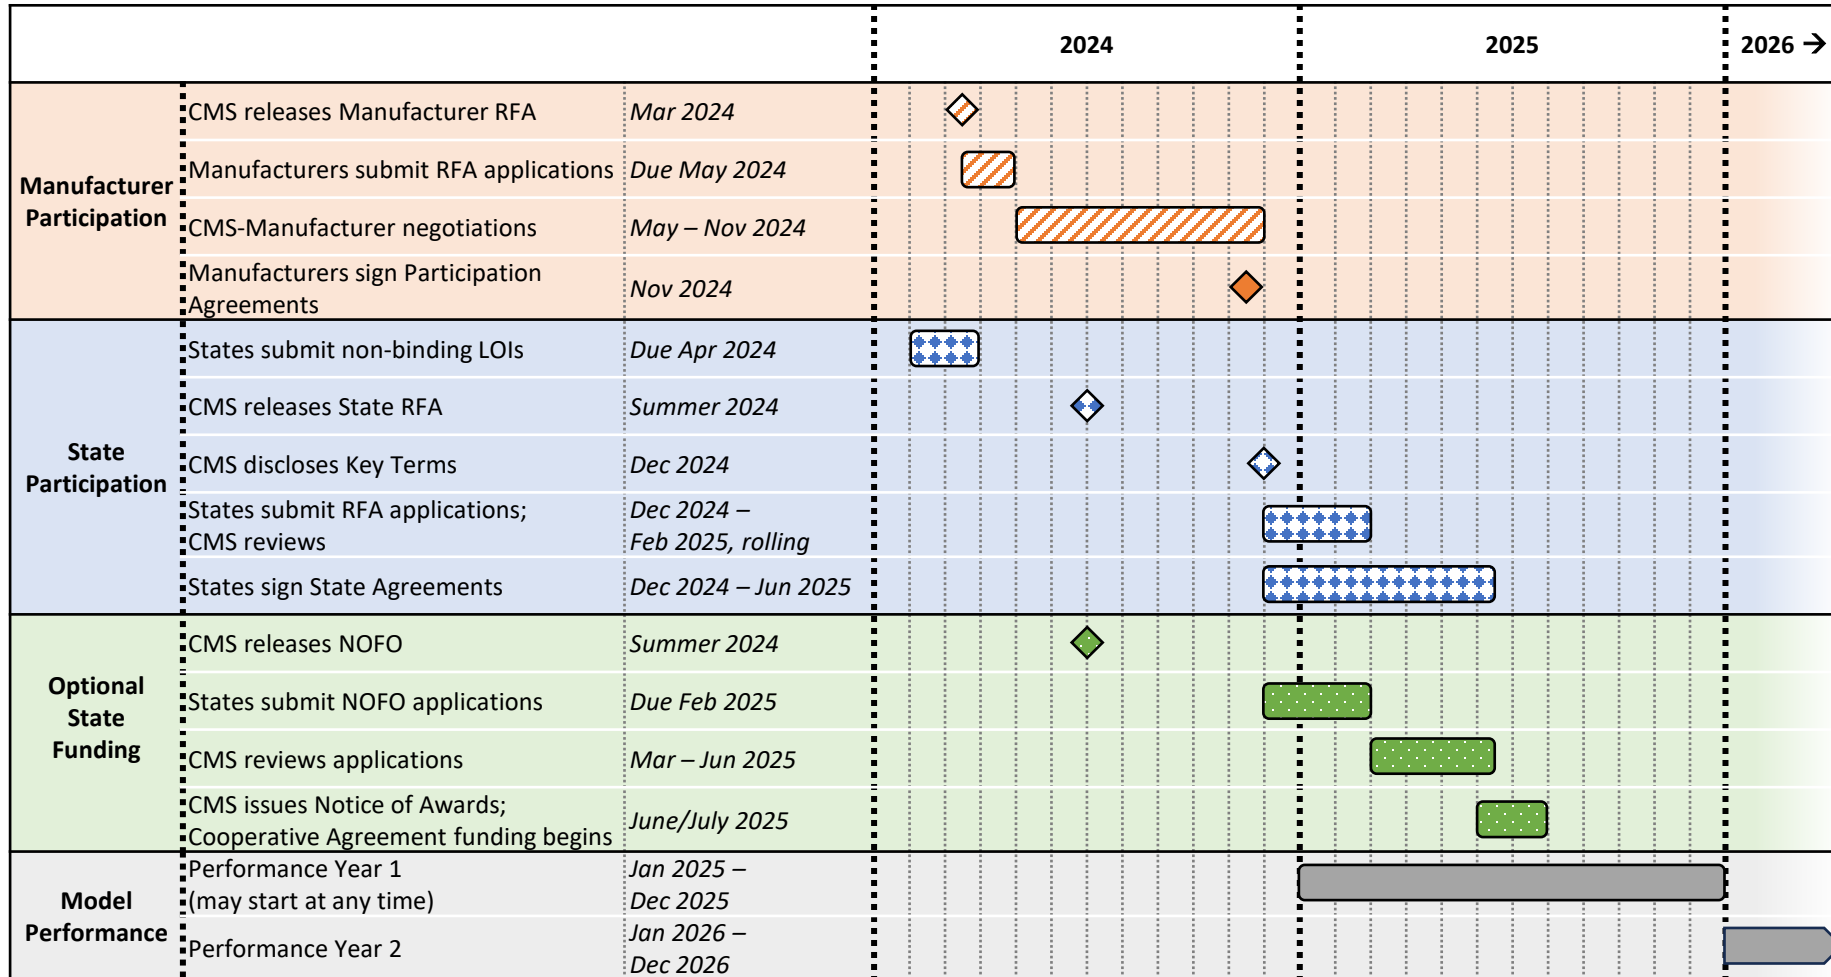 2024
2025
2026 →
Manufacturer
Participation
CMS releases Manufacturer RFA
Mar 2024
Manufacturers submit RFA applications
Due May 2024
CMS-Manufacturer negotiations
May – Nov 2024
Manufacturers sign Participation
Agreements
Nov 2024
State
Participation
States submit non-binding LOIs
Due Apr 2024
CMS releases State RFA
Summer 2024
CMS discloses Key Terms
Dec 2024
States submit RFA applications;
CMS reviews
Dec 2024 –
Feb 2025, rolling
States sign State Agreements
Dec 2024 – Jun 2025
Optional
State
Funding
CMS releases NOFO
Summer 2024
States submit NOFO applications
Due Feb 2025
CMS reviews applications
Mar – Jun 2025
CMS issues Notice of Awards;
Cooperative Agreement funding begins
June/July 2025
Model
Performance
Performance Year 1
(may start at any time)
Jan 2025 –
Dec 2025
Performance Year 2
Jan 2026 –
Dec 2026